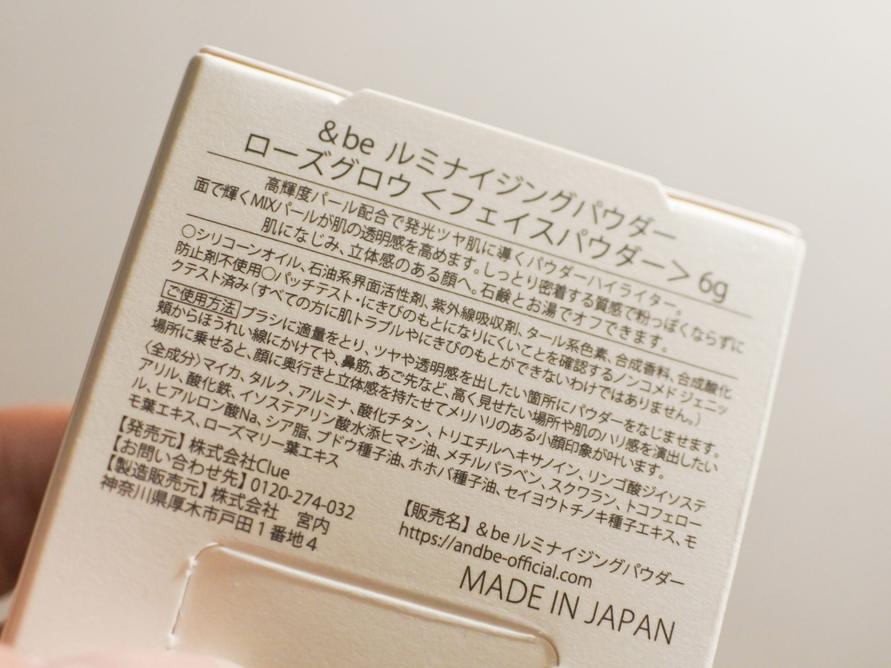 &be ルミナイジングパウダー
ローズグロウ <フェイスパウダー> 6g
高輝度パール配合で発光ツヤ肌に導くパウダーハイライター。
面で輝くMIXパールが肌の透明感を高めます。しっとり密着する質感で粉っぽくならずに
肌になじみ、立体感のある顔へ。石鹸とお湯でオフできます。
○シリコーンオイル、石油系界面活性剤、紫外線吸収剤、タール系色素、合成香料、合成酸化
防止剤不使用○パッチテスト・にきびのもとになりにくいことを確認するノンコメドジェニッ
クテスト済み(すべての方に肌トラブルやにきびのもとができないわけではありません。)
ご使用方法 ブラシに適量をとり、ツヤや透明感を出したい箇所にパウダーをなじませます。
頬からほうれい線にかけてや、鼻筋、あご先など、高く見せたい場所や肌のハリ感を演出したい
場所に乗せると、顔に奥行きと立体感を持たせてメリハリのある小顔印象が叶います。
〈全成分〉マイカ、タルク、アルミナ、酸化チタン、トリエチルヘキサノイン、リンゴ酸ジイソステ
アリル、酸化鉄、イソステアリン酸水添ヒマシ油、メチルパラベン、スクワラン、トコフェロー
ル、ヒアルロン酸Na、シア脂、ブドウ種子油、ホホバ種子油、セイヨウトチノキ種子エキス、モ
モ葉エキス、ローズマリー葉エキス
【発売元】株式会社Clue
【お問い合わせ先】0120-274-032
【製造販売元】株式会社 宮内
神奈川県厚木市戸田1番地4
【販売名】&be ルミナイジングパウダー
https://andbe-official.com
MADE IN JAPAN